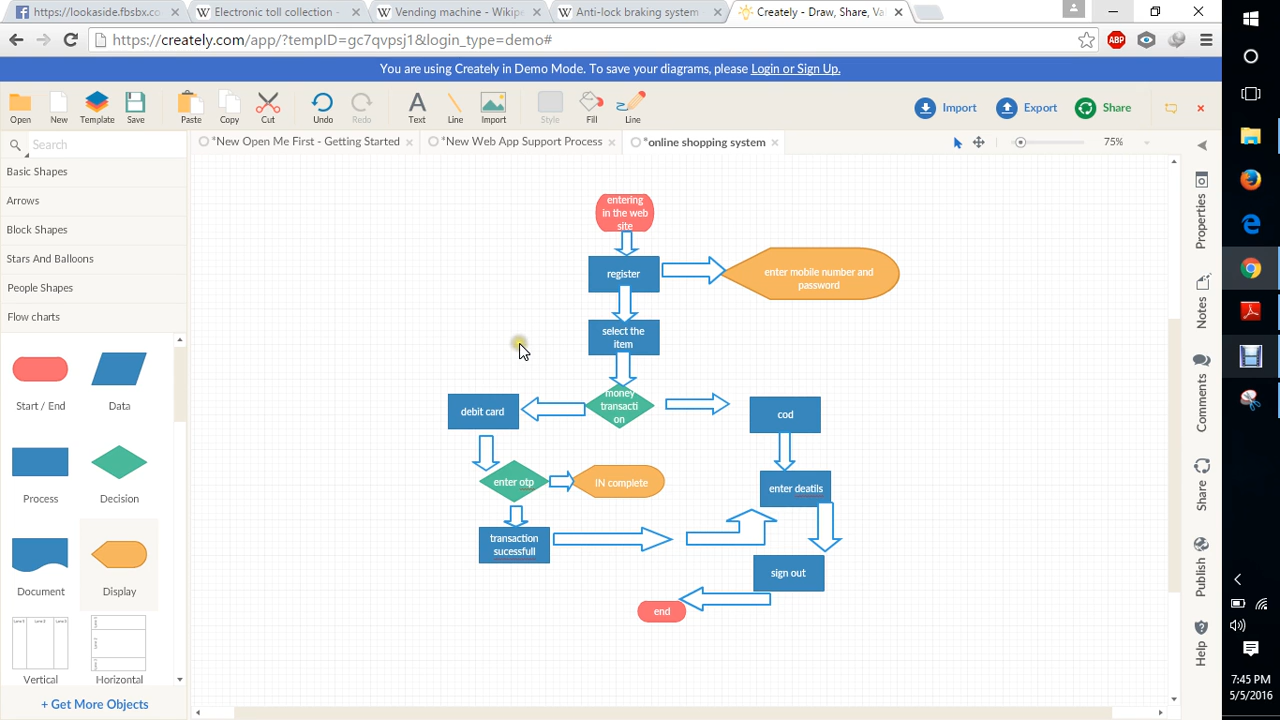 https://lookaside.fbsbx.co
Electronic toll collection -
Vending machine - Wikip
Anti-lock braking system
Creately - Draw, Share, Va
https://creately.com/app/?tempID=gc7qvpsj1&login_type=demo#
ABP
You are using Creately in Demo Mode. To save your diagrams, please Login or Sign Up.
Open
New
Template
Save
Paste
Copy
Cut
Undo
Redo
Text
Line
Import
Style
Fill
Line
Import
Export
Share
*New Open Me First - Getting Started
*New Web App Support Process
*online shopping system
75%
Search
Basic Shapes
Arrows
Block Shapes
Stars And Balloons
People Shapes
Flow charts
Start / End
Data
Process
Decision
Document
Display
Vertical
Horizontal
+ Get More Objects
entering
in the web
site
register
enter mobile number and
password
select the
item
money
transacti
on
debit card
cod
enter otp
IN complete
enter deatils
transaction
sucessfull
sign out
end
Properties
Notes
Comments
Share
Publish
Help
7:45 PM
5/5/2016